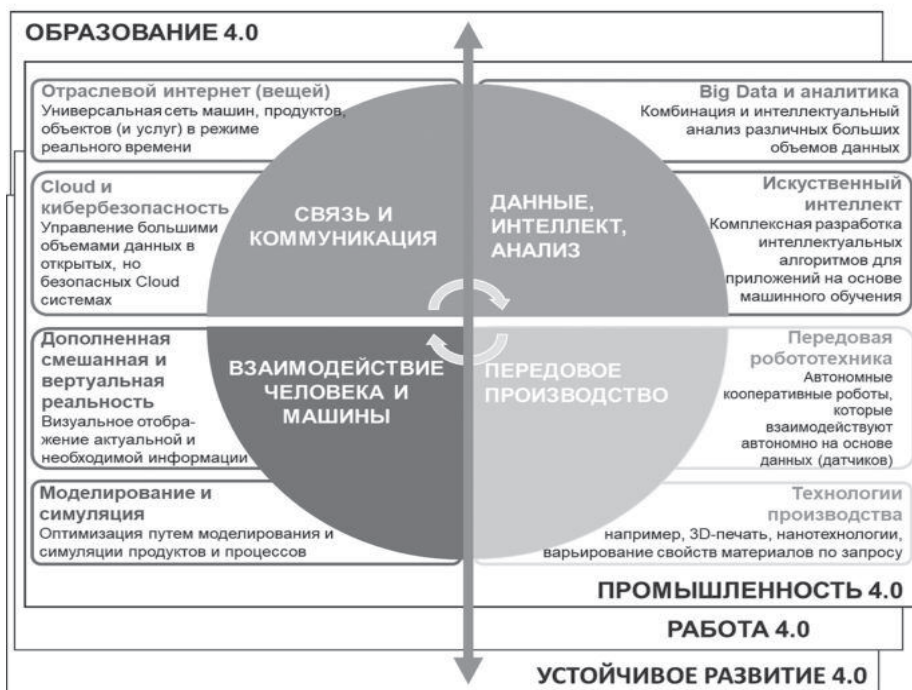 ОБРАЗОВАНИЕ 4.0
Отраслевой интернет (вещей)
Универсальная сеть машин, продуктов,
объектов (и услуг) в режиме
реального времени
Cloud и
кибербезопасность
Управление большими
объемами данных в
открытых, но
безопасных Cloud
системах
СВЯЗЬ И
КОММУНИКАЦИЯ
ДАННЫЕ,
ИНТЕЛЛЕКТ,
АНАЛИЗ
Big Data и аналитика
Комбинация и интеллектуальный
анализ различных больших
объемов данных
Искуственный
интеллект
Комплексная разработка
интеллектуальных
алгоритмов для
приложений на основе
машинного обучения
Дополненная
смешанная и
вертуальная
реальность
Визуальное отобра-
жение актуальной и
необходимой информации
Моделирование и
симуляция
Оптимизация путем моделирования и
симуляции продуктов и процессов
ВЗАИМОДЕЙСТВИЕ
ЧЕЛОВЕКА И
МАШИНЫ
ПЕРЕДОВОЕ
ПРОИЗВОДСТВО
Передовая
робототехника
Автономные
кооперативные роботы,
которые
взаимодействуют
автономно на основе
данных (датчиков)
Технологии
производства
например, 3D-печать, нанотехнологии,
варьирование свойств материалов по запросу
ПРОМЫШЛЕННОСТЬ 4.0
РАБОТА 4.0
УСТОЙЧИВОЕ РАЗВИТИЕ 4.0